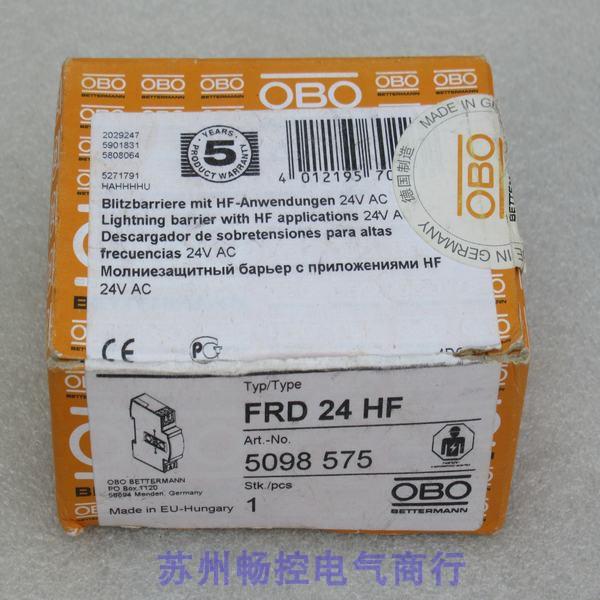 OBO
BETTERMANN
OBO
BETTERMANN
OBO
BETTERMANN
OBO
2029247
5901831
5808064
5271791
HAHHHHU
5
YEARS
PRODUCT WARRANTY
4 012195 70
MADE IN GERMANY
德国制造
OBO
Blitzbarriere mit HF-Anwendungen 24V AC
Lightning barrier with HF applications 24V A
Descargador de sobretensiones para altas
frecuencias 24V AC
Молниезащитный барьер с приложениями HF
24V AC
CE
Typ/Type
FRD 24 HF
Art.-No.
5098 575
Stk./pcs
1
OBO BETTERMANN
PO Box 1120
58694 Menden, Germany
Made in EU-Hungary
OBO
BETTERMANN
苏州畅控电气商行